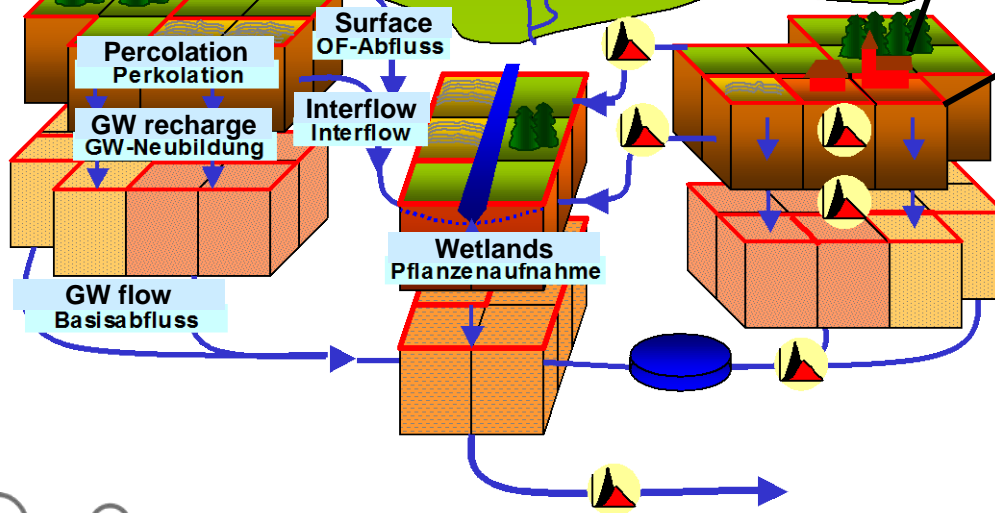 Surface
OF-Abfluss
Percolation
Perkolation
Interflow
Interflow
GW recharge
GW-Neubildung
Wetlands
Pflanzenaufnahme
GW flow
Basisabfluss